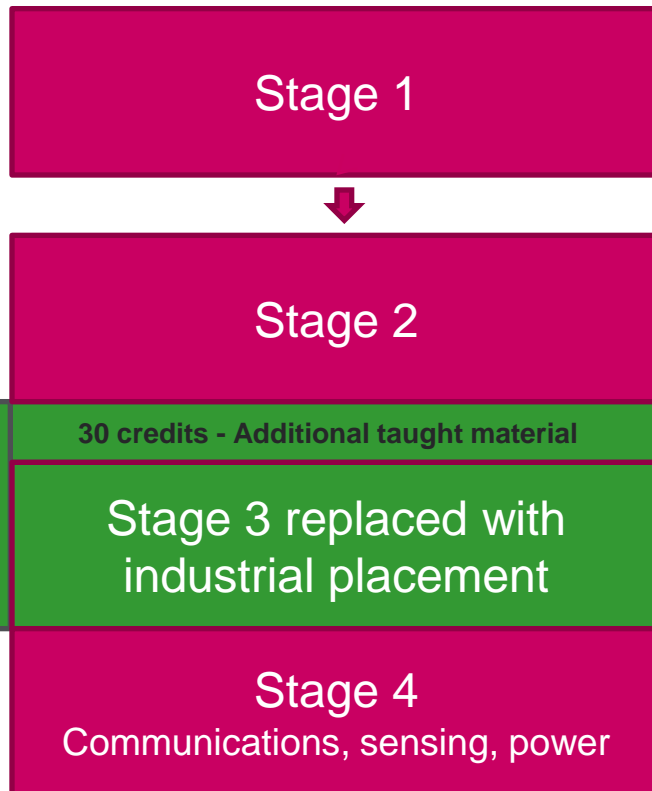 Stage 1
Stage 2
30 credits - Additional taught material
Stage 3 replaced with
industrial placement
Stage 4
Communications, sensing, power